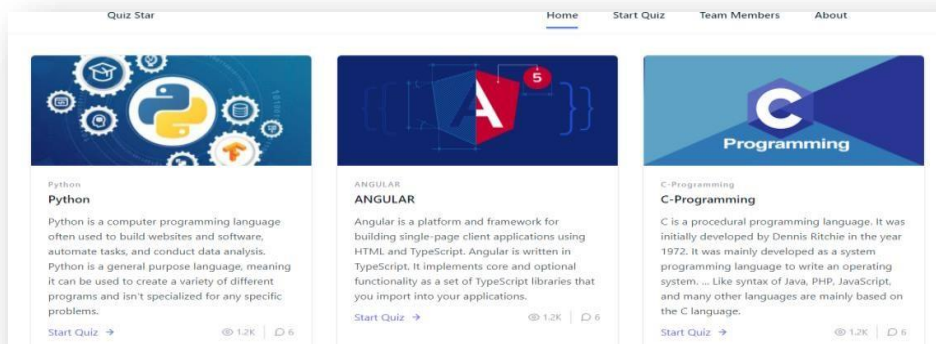 Quiz Star
Home Start Quiz Team Members About
5
A
C
Programming
Python
Python
Python is a computer programming language
often used to build websites and software,
automate tasks, and conduct data analysis.
Python is a general purpose language, meaning
it can be used to create a variety of different
programs and isn't specialized for any specific
problems.
Start Quiz → 1.2K 6
ANGULAR
ANGULAR
Angular is a platform and framework for
building single-page client applications using
HTML and TypeScript. Angular is written in
TypeScript, It implements core and optional
functionality as a set of TypeScript libraries that
you import into your applications.
Start Quiz → 1.2K 6
C-Programming
C-Programming
C is a procedural programming language. It was
initially developed by Dennis Ritchie in the year
1972. It was mainly developed as a system
programming language to write an operating
system. ... Like syntax of Java, PHP, JavaScript,
and many other languages are mainly based on
the C language.
Start Quiz → 1.2K 6